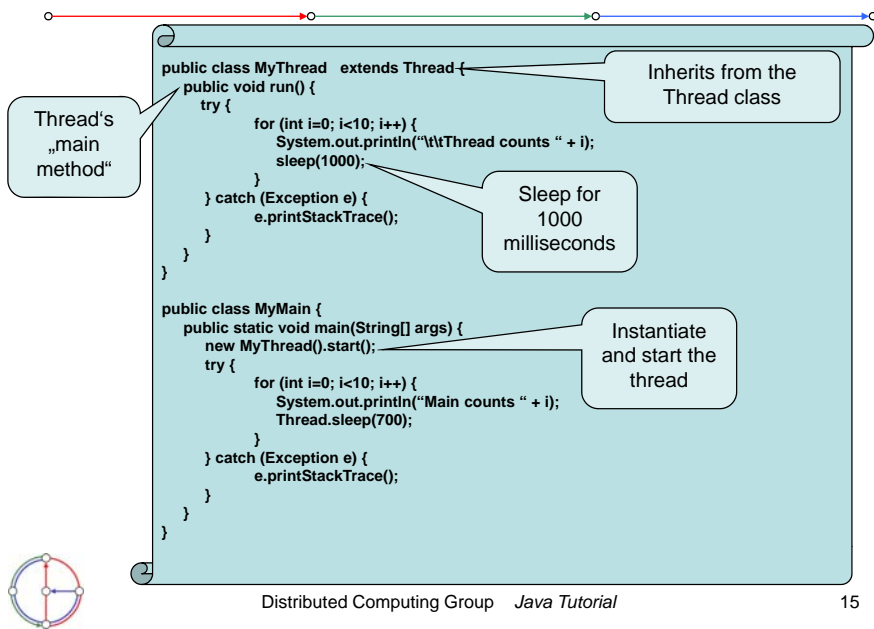 public class MyThread extends Thread {
public void run() {
try {
for (int i=0; i<10; i++) {
System.out.println(“\t\tThread counts “ + i);
sleep(1000);
}
} catch (Exception e) {
e.printStackTrace();
}
}
}
public class MyMain {
public static void main(String[] args) {
new MyThread().start();
try {
for (int i=0; i<10; i++) {
System.out.println(“Main counts “ + i);
Thread.sleep(700);
}
} catch (Exception e) {
e.printStackTrace();
}
}
}
Inherits from the
Thread class
Thread‘s
„main
method“
Sleep for
1000
milliseconds
Instantiate
and start the
thread
Distributed Computing Group Java Tutorial 15